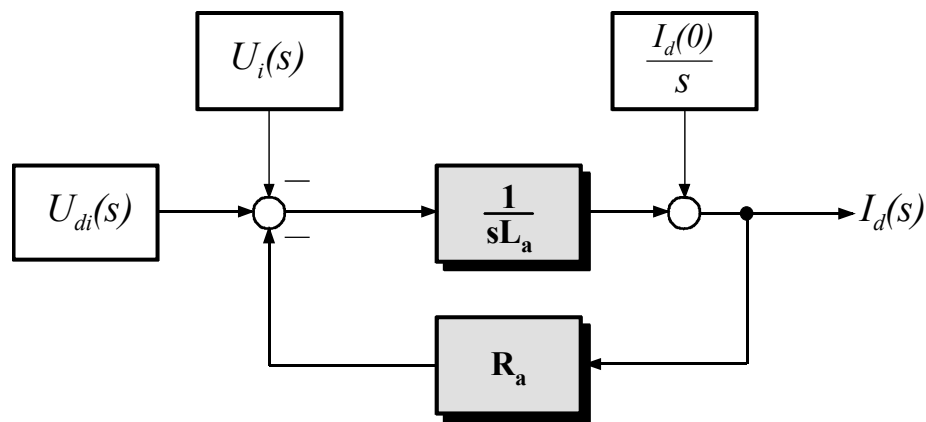 U_i(s)
I_d(0)
s
U_di(s)
—
—
1
sL_a
I_d(s)
R_a